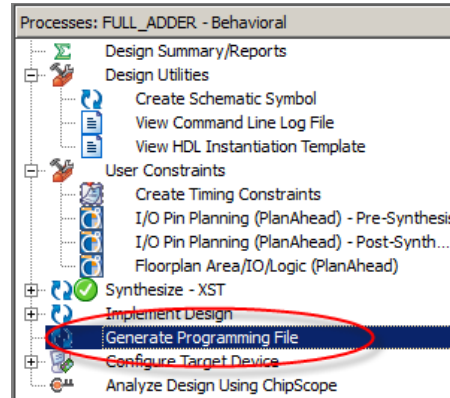 Processes: FULL_ADDER - Behavioral
Design Summary/Reports
Design Utilities
Create Schematic Symbol
View Command Line Log File
View HDL Instantiation Template
User Constraints
Create Timing Constraints
I/O Pin Planning (PlanAhead) - Pre-Synthesis
I/O Pin Planning (PlanAhead) - Post-Synth...
Floorplan Area/IO/Logic (PlanAhead)
Synthesize - XST
Implement Design
Generate Programming File
Configure Target Device
Analyze Design Using ChipScope